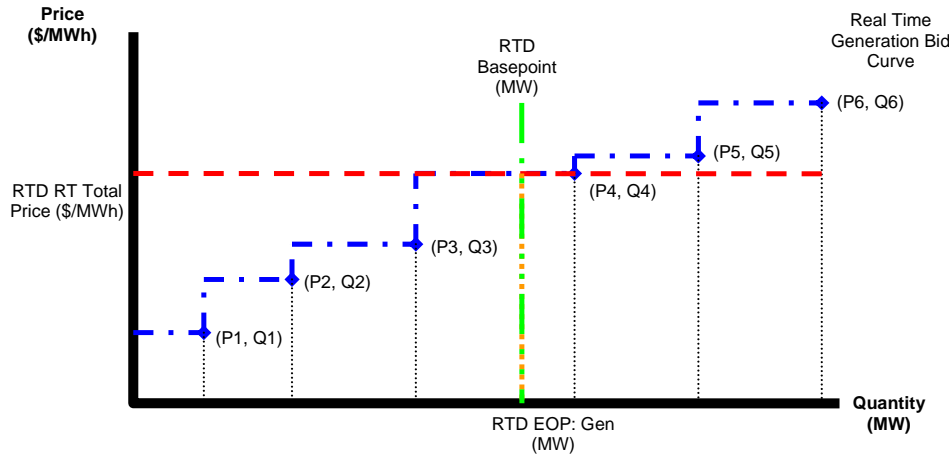 Price
($/MWh)
RTD
Basepoint
(MW)
Real Time
Generation Bid
Curve
(P6, Q6)
(P5, Q5)
RTD RT Total
Price ($/MWh)
(P4, Q4)
(P3, Q3)
(P2, Q2)
(P1, Q1)
Quantity
(MW)
RTD EOP: Gen
(MW)